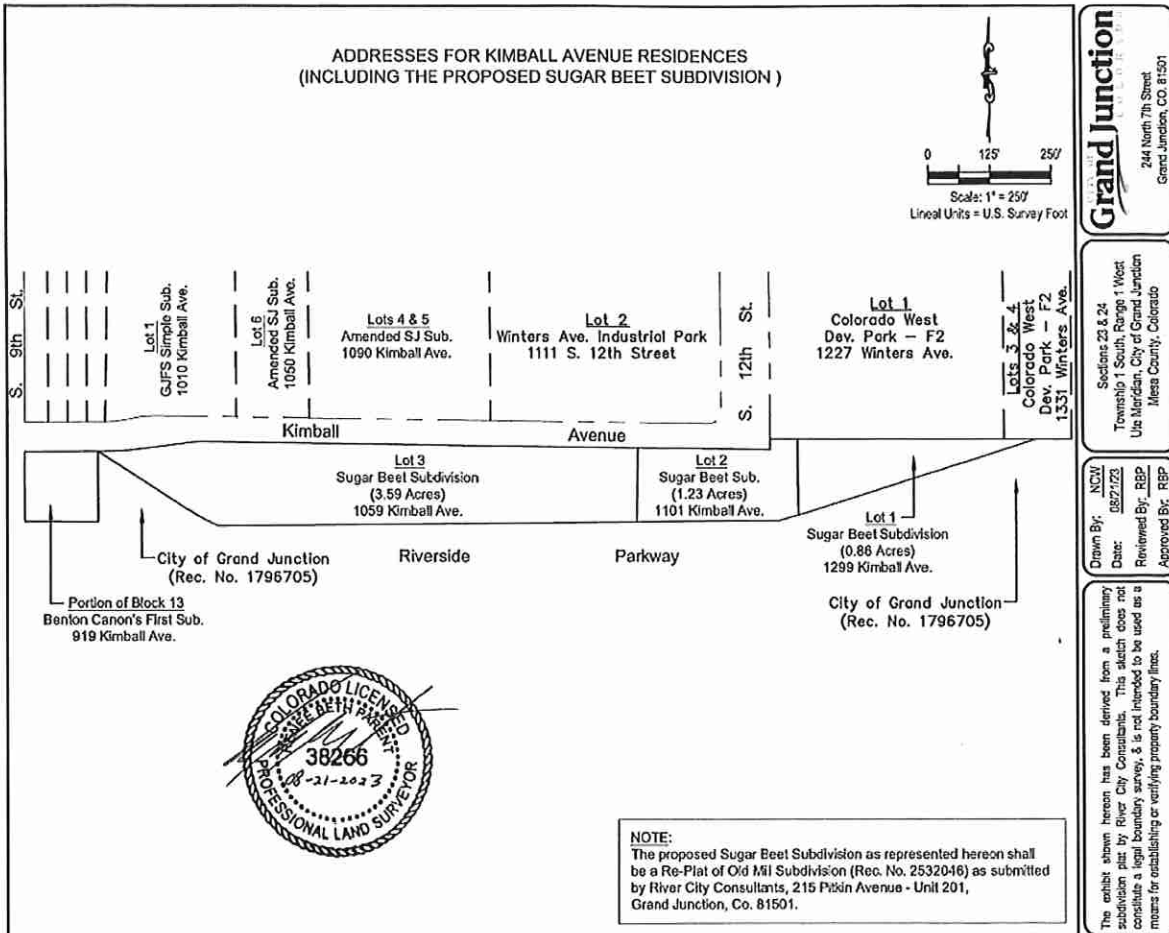 ADDRESSES FOR KIMBALL AVENUE RESIDENCES
(INCLUDING THE PROPOSED SUGAR BEET SUBDIVISION )
0 125' 250'
Scale: 1" = 250'
Lineal Units = U.S. Survey Foot
S. 9th St.
Lot 1
GJFS Simple Sub.
1010 Kimball Ave.
Lot 6
Amended SJ Sub.
1050 Kimball Ave.
Lots 4 & 5
Amended SJ Sub.
1090 Kimball Ave.
Lot 2
Winters Ave. Industrial Park
1111 S. 12th Street
S. 12th St.
Lot 1
Colorado West
Dev. Park – F2
1227 Winters Ave.
Lots 3 & 4
Colorado West
Dev. Park – F2
1331 Winters Ave.
Kimball Avenue
Lot 3
Sugar Beet Subdivision
(3.59 Acres)
1059 Kimball Ave.
Lot 2
Sugar Beet Sub.
(1.23 Acres)
1101 Kimball Ave.
Lot 1
Sugar Beet Subdivision
(0.86 Acres)
1299 Kimball Ave.
City of Grand Junction
(Rec. No. 1796705)
Riverside Parkway
Portion of Block 13
Benton Canon's First Sub.
919 Kimball Ave.
City of Grand Junction
(Rec. No. 1796705)
COLORADO LICENSED
RENEE BETH PARENT
38266
08-21-2023
PROFESSIONAL LAND SURVEYOR
NOTE:
The proposed Sugar Beet Subdivision as represented hereon shall
be a Re-Plat of Old Mill Subdivision (Rec. No. 2532046) as submitted
by River City Consultants, 215 Pitkin Avenue - Unit 201,
Grand Junction, Co. 81501.
CITY OF
Grand Junction
COLORADO
244 North 7th Street
Grand Junction, CO. 81501
Sections 23 & 24
Township 1 South, Range 1 West
Ute Meridian, City of Grand Junction
Mesa County, Colorado
Drawn By: NCW
Date: 08/21/23
Reviewed By: RBP
Approved By: RBP
The exhibit shown hereon has been derived from a preliminary
subdivision plat by River City Consultants. This sketch does not
constitute a legal boundary survey, & is not intended to be used as a
means for establishing or verifying property boundary lines.